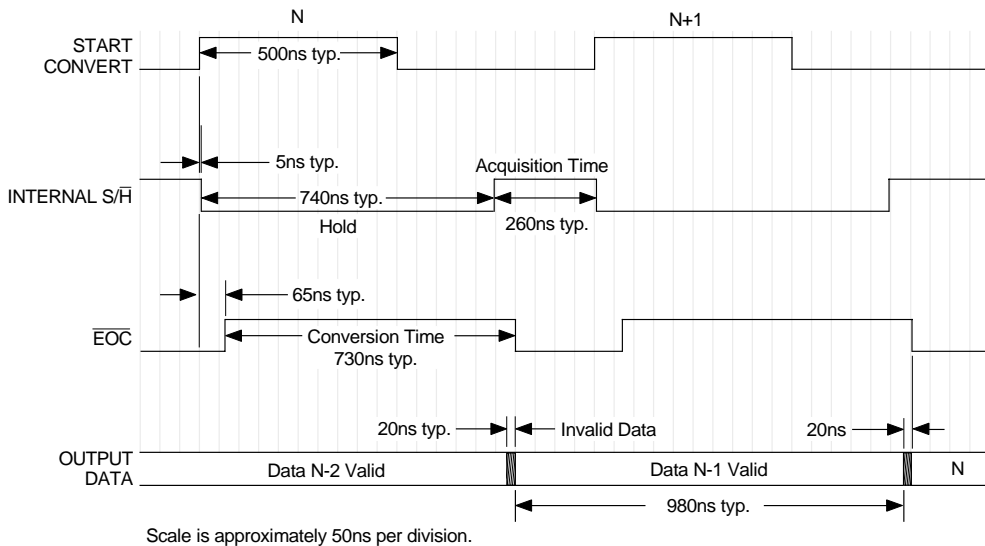 N
N+1
START
CONVERT
500ns typ.
5ns typ.
Acquisition Time
INTERNAL S/H̅
740ns typ.
Hold
260ns typ.
65ns typ.
E̅O̅C̅
Conversion Time
730ns typ.
20ns typ.
Invalid Data
20ns
OUTPUT
DATA
Data N-2 Valid
Data N-1 Valid
N
980ns typ.
Scale is approximately 50ns per division.